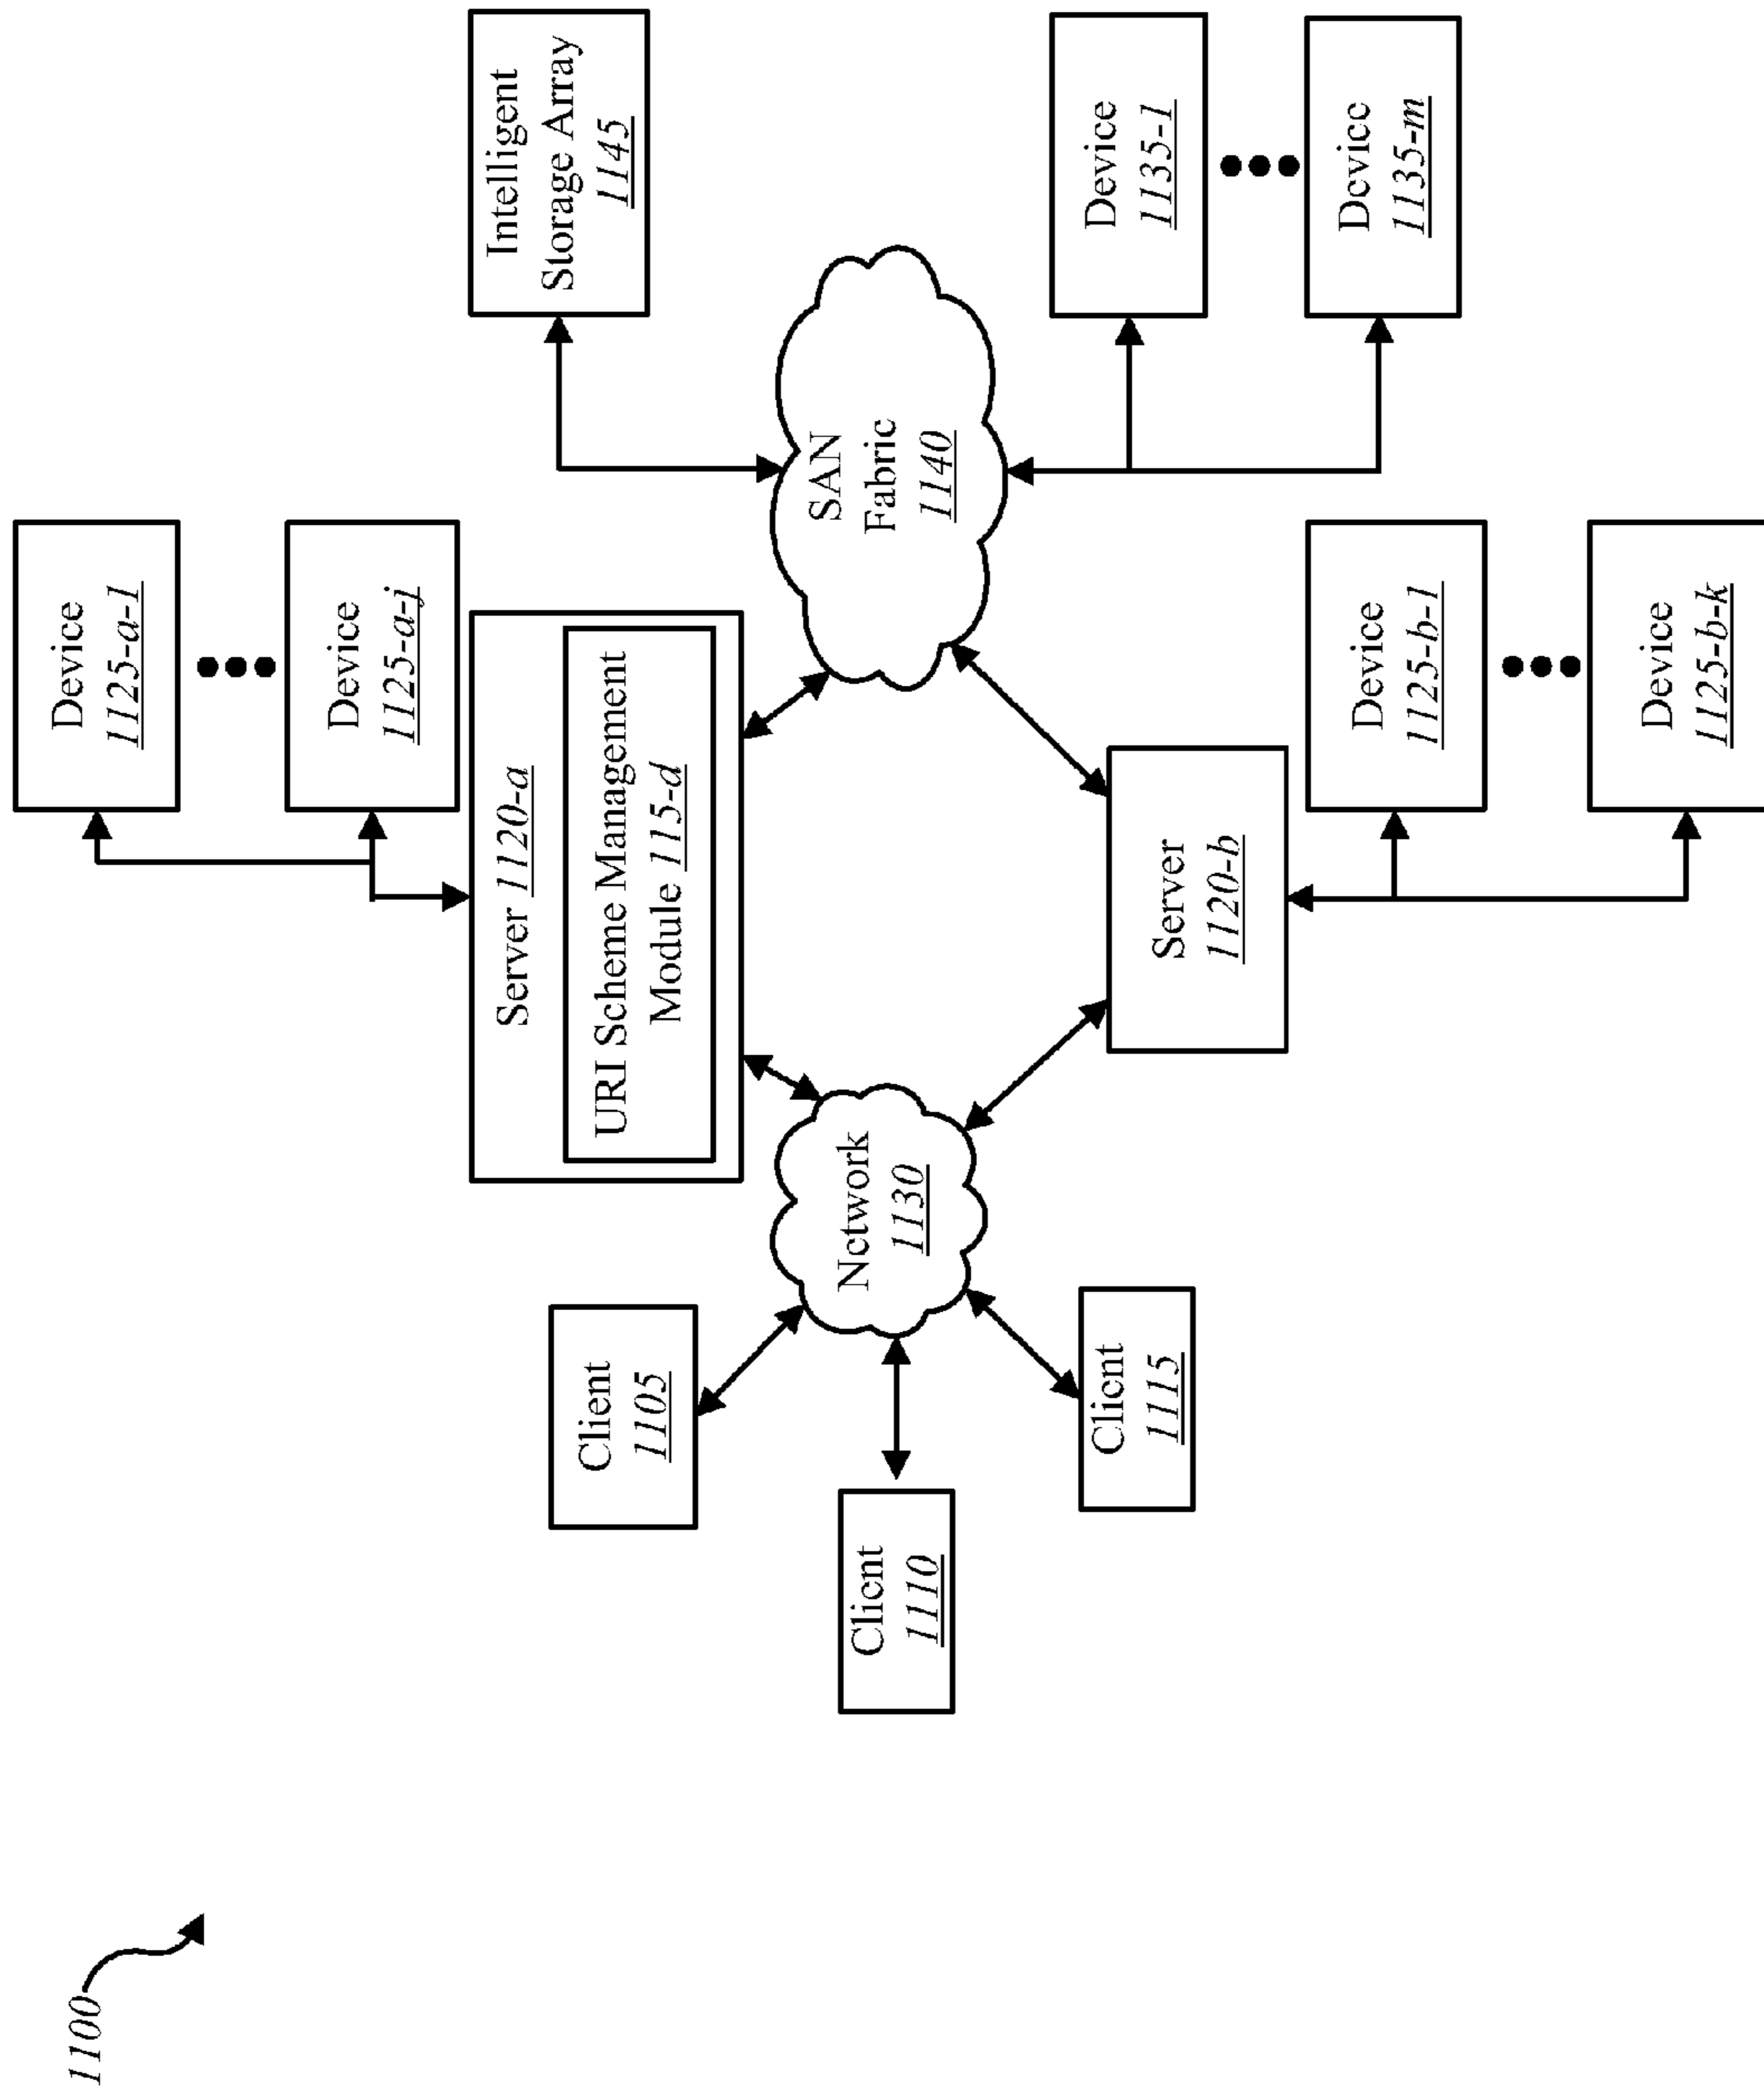 1100
Device
1125-a-1
Device
1125-a-j
Server 1120-a
URI Scheme Management
Module 115-d
Intelligent
Storage Array
1145
Client
1105
Client
1110
Client
1115
Network
1130
SAN
Fabric
1140
Server
1120-b
Device
1135-1
Device
1135-m
Device
1125-b-1
Device
1125-b-k